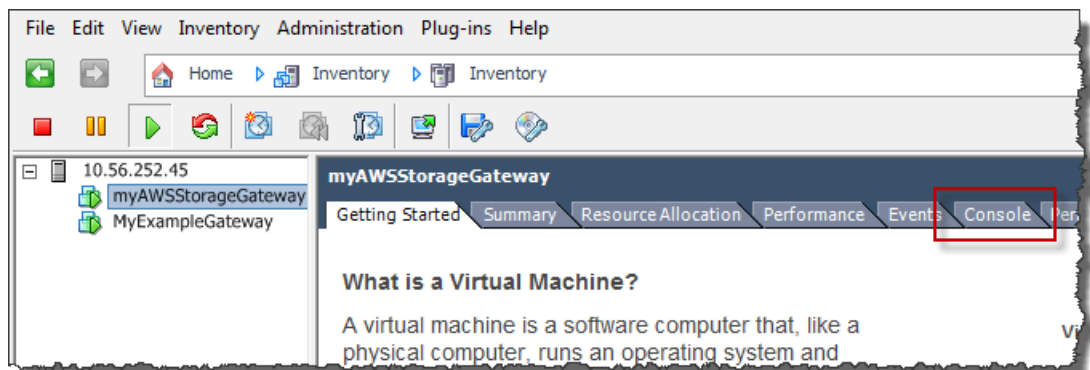 File Edit View Inventory Administration Plug-ins Help
Home Inventory Inventory
10.56.252.45
myAWSStorageGateway
MyExampleGateway
myAWSStorageGateway
Getting Started Summary Resource Allocation Performance Events Console
What is a Virtual Machine?
A virtual machine is a software computer that, like a
physical computer, runs an operating system and